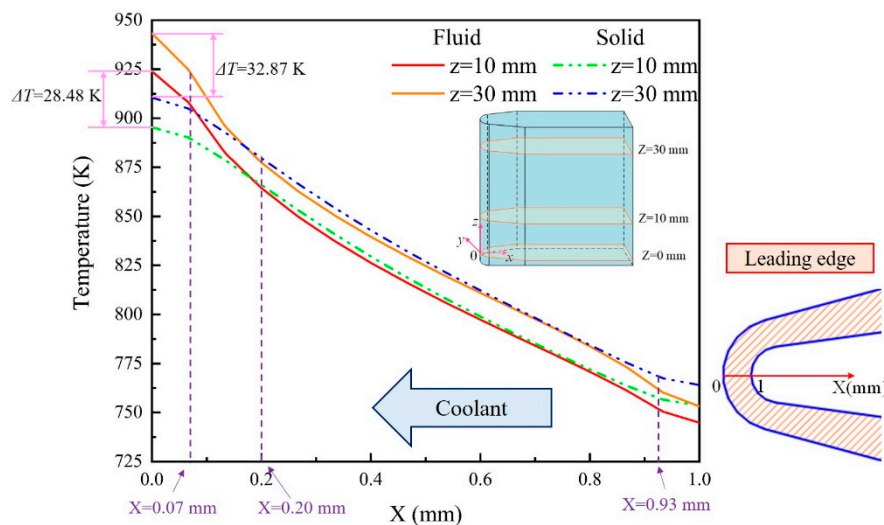 950
925
900
875
850
825
800
775
750
725
Temperature (K)
ΔT=28.48 K
ΔT=32.87 K
Fluid Solid
z=10 mm z=10 mm
z=30 mm z=30 mm
Z=30 mm
Z=10 mm
Z=0 mm
z
y
0
x
Coolant
0.0 0.2 0.4 0.6 0.8 1.0
X=0.07 mm
X=0.20 mm
X (mm)
X=0.93 mm
Leading edge
0 1 X(mm)